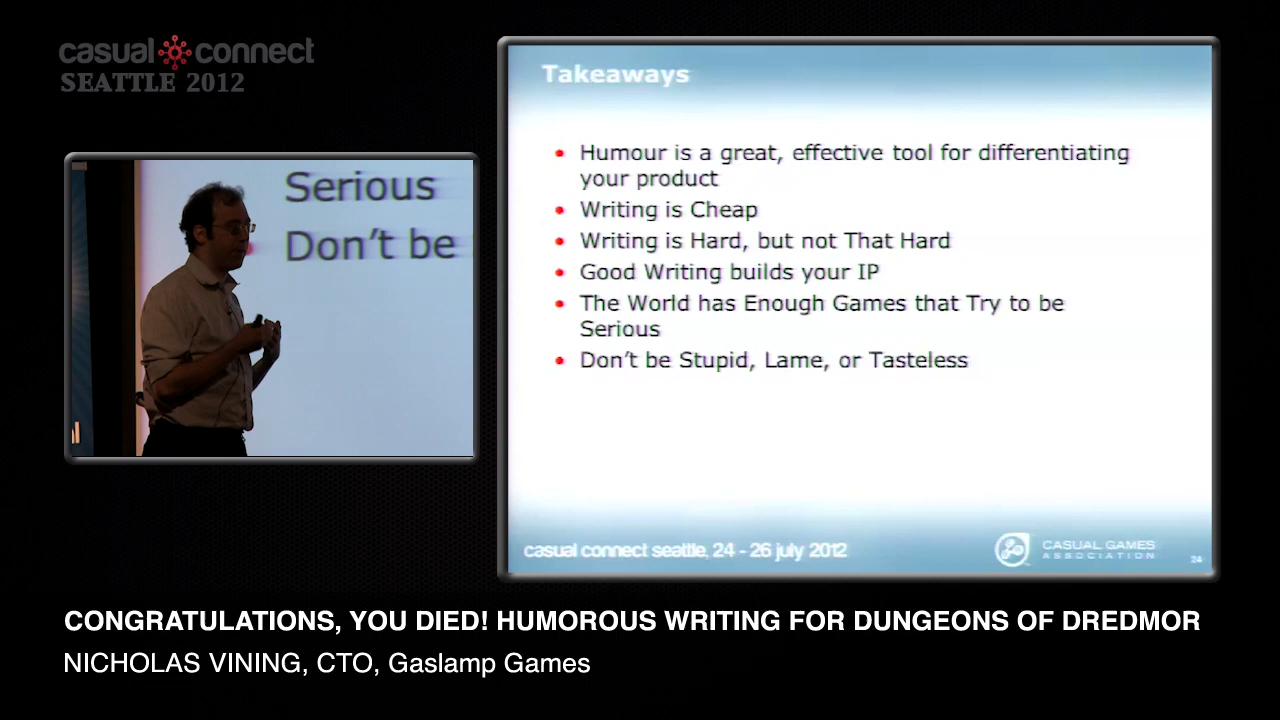 casual connect
SEATTLE 2012
Serious
Don't be
Takeaways
• Humour is a great, effective tool for differentiating
your product
• Writing is Cheap
• Writing is Hard, but not That Hard
• Good Writing builds your IP
• The World has Enough Games that Try to be
Serious
• Don't be Stupid, Lame, or Tasteless
casual connect seattle, 24 - 26 july 2012
CASUAL GAMES
ASSOCIATION
24
CONGRATULATIONS, YOU DIED! HUMOROUS WRITING FOR DUNGEONS OF DREDMOR
NICHOLAS VINING, CTO, Gaslamp Games